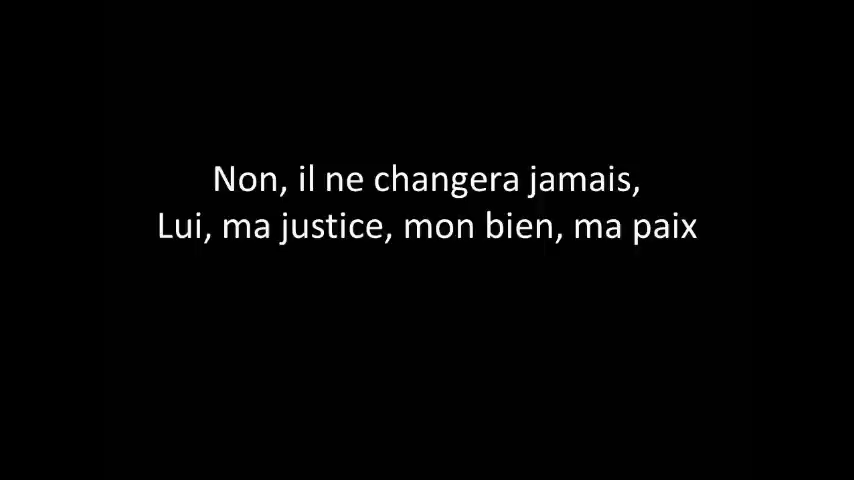 Non, il ne changera jamais,
Lui, ma justice, mon bien, ma paix